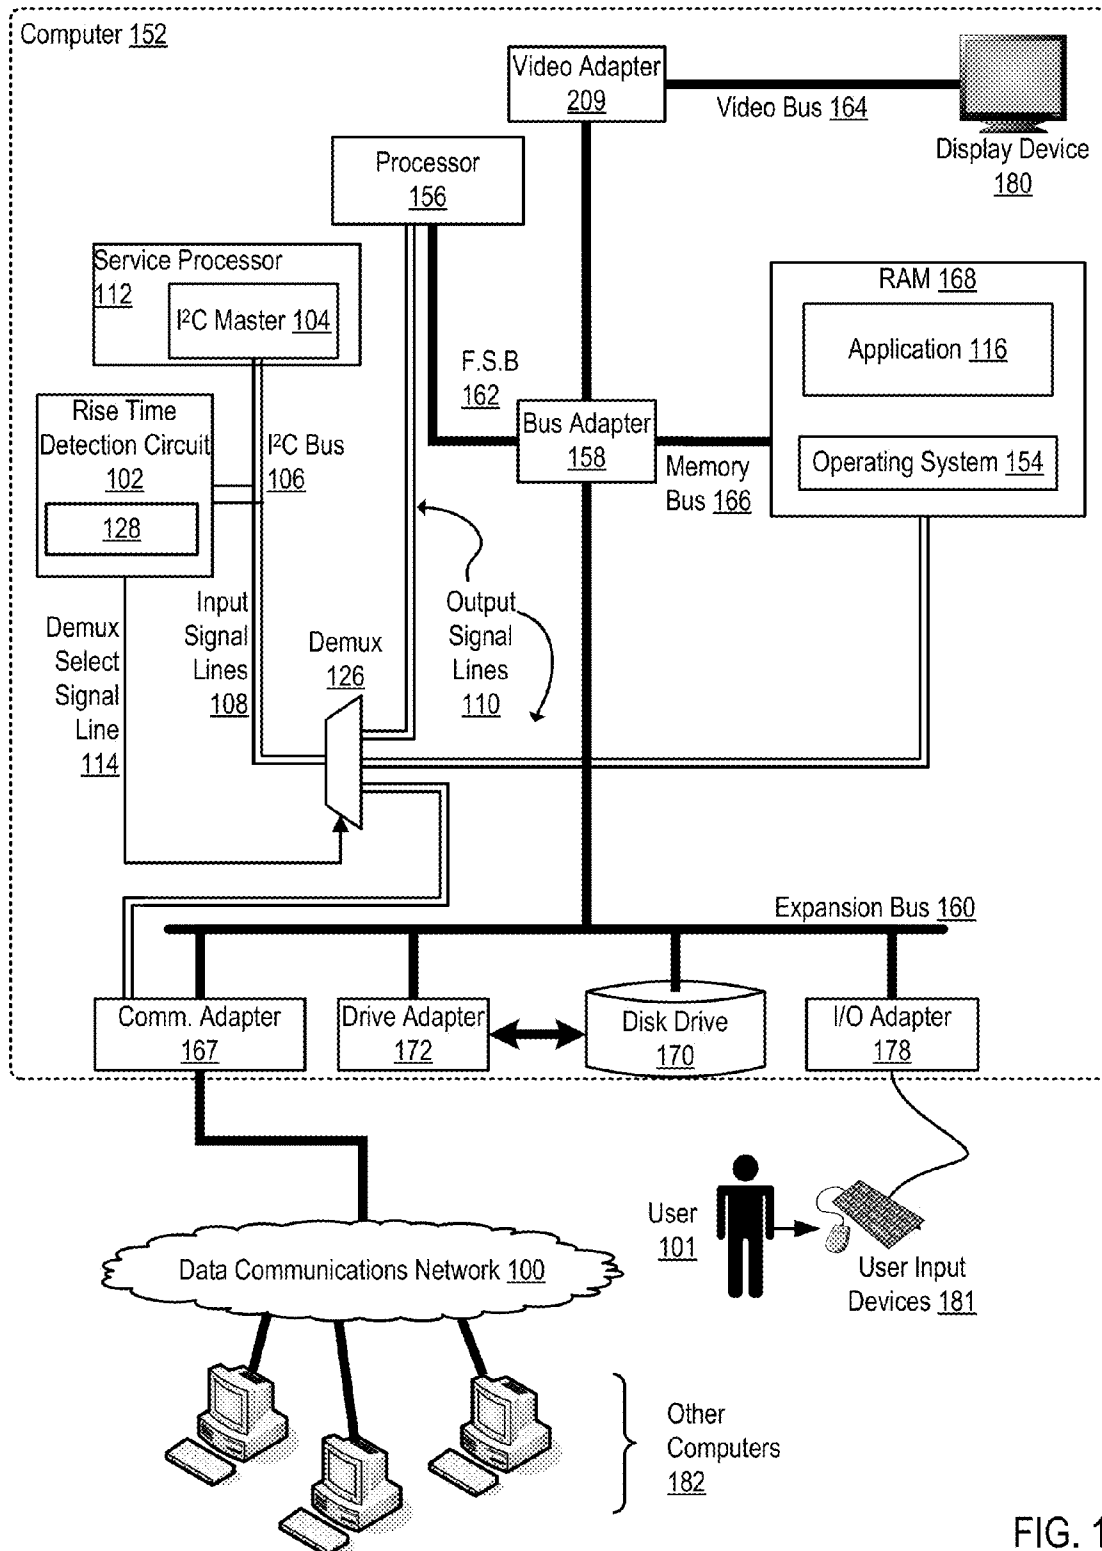 Computer 152
Video Adapter
209
Video Bus 164
Display Device
180
Processor
156
Service Processor
112
I²C Master 104
RAM 168
Application 116
Operating System 154
F.S.B
162
Bus Adapter
158
Memory
Bus 166
Rise Time
Detection Circuit
102
128
I²C Bus
106
Demux
Select
Signal
Line
114
Input
Signal
Lines
108
Demux
126
Output
Signal
Lines
110
Expansion Bus 160
Comm. Adapter
167
Drive Adapter
172
Disk Drive
170
I/O Adapter
178
User
101
User Input
Devices 181
Data Communications Network 100
Other
Computers
182
FIG. 1